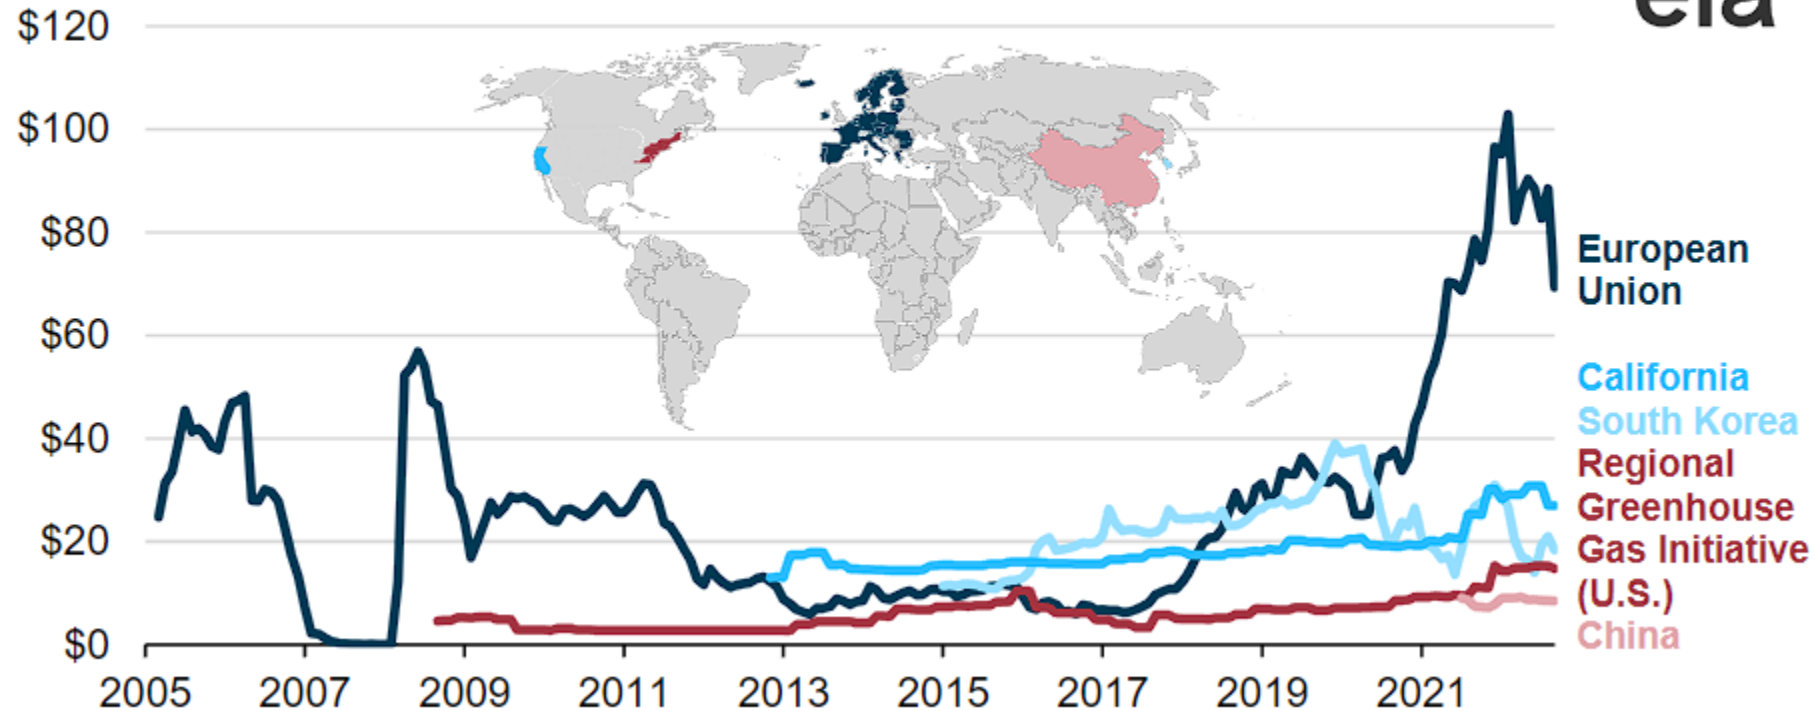 eia
$120
$100
$80
$60
$40
$20
$0
2005 2007 2009 2011 2013 2015 2017 2019 2021
European
Union
California
South Korea
Regional
Greenhouse
Gas Initiative
(U.S.)
China